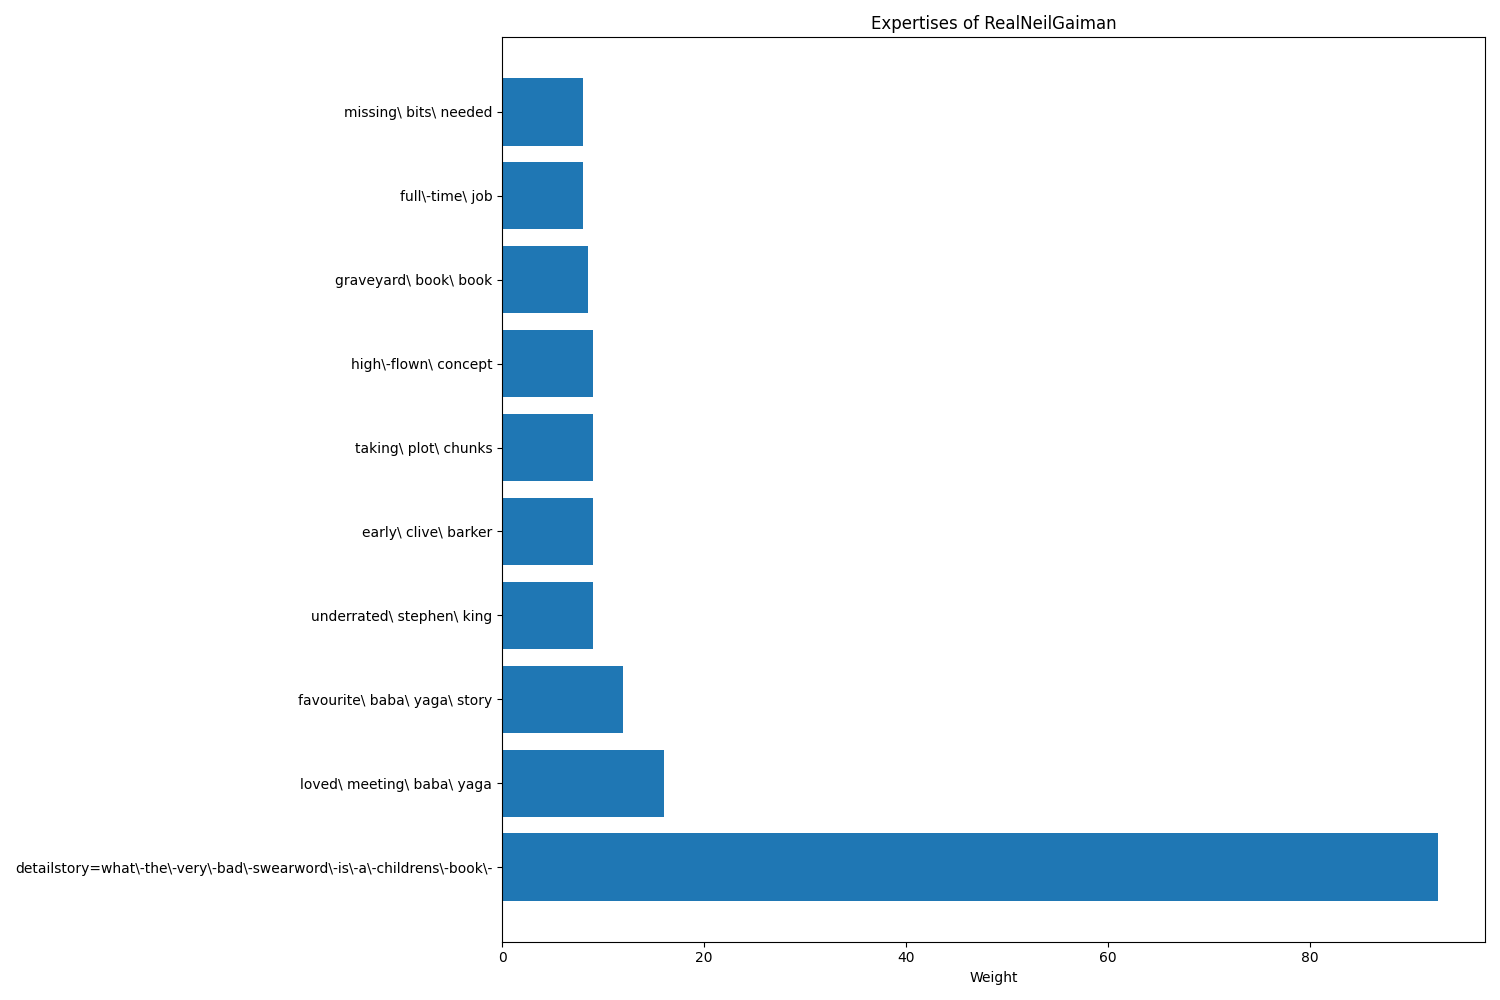 Expertises of RealNeilGaiman
missing\ bits\ needed
full\-time\ job
graveyard\ book\ book
high\-flown\ concept
taking\ plot\ chunks
early\ clive\ barker
underrated\ stephen\ king
favourite\ baba\ yaga\ story
loved\ meeting\ baba\ yaga
detailstory=what\-the\-very\-bad\-swearword\-is\-a\-childrens\-book\-
0 20 40 60 80
Weight